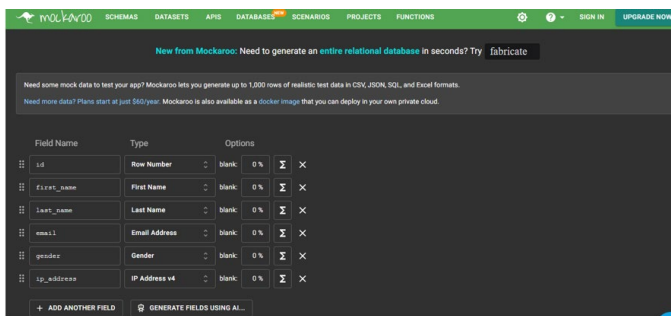 mockaroo SCHEMAS DATASETS APIS DATABASES NEW SCENARIOS PROJECTS FUNCTIONS SIGN IN UPGRADE NOW
New from Mockaroo: Need to generate an entire relational database in seconds? Try fabricate
Need some mock data to test your app? Mockaroo lets you generate up to 1,000 rows of realistic test data in CSV, JSON, SQL, and Excel formats.
Need more data? Plans start at just $60/year. Mockaroo is also available as a docker image that you can deploy in your own private cloud.
Field Name Type Options
id Row Number blank: 0 % Σ ×
first_name First Name blank: 0 % Σ ×
last_name Last Name blank: 0 % Σ ×
email Email Address blank: 0 % Σ ×
gender Gender blank: 0 % Σ ×
ip_address IP Address v4 blank: 0 % Σ ×
+ ADD ANOTHER FIELD GENERATE FIELDS USING AI...